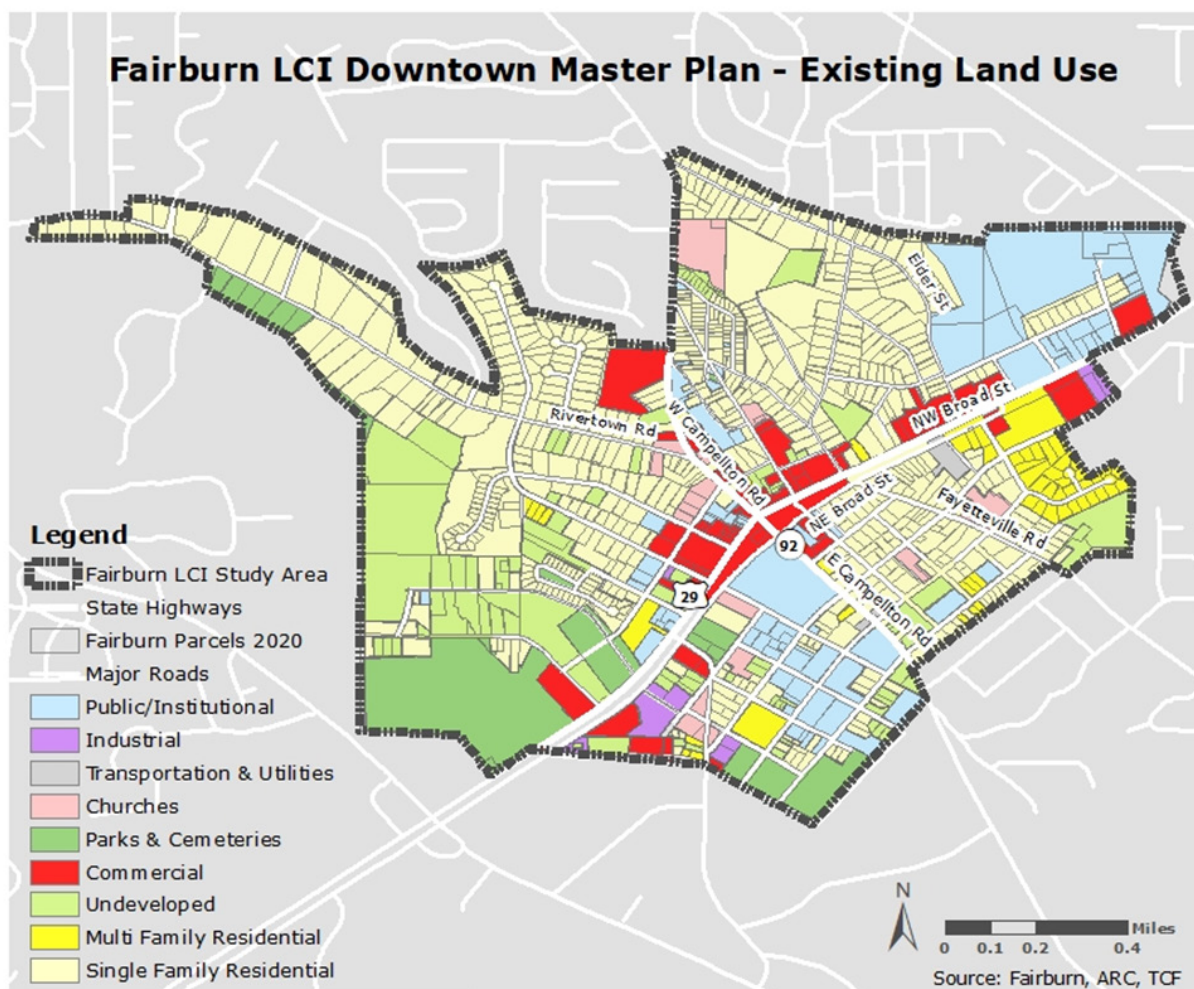 Fairburn LCI Downtown Master Plan - Existing Land Use
Elder St
NW Broad St
Rivertown Rd
W Campellton Rd
NE Broad St
Fayetteville Rd
92
E Campellton Rd
29
Legend
Fairburn LCI Study Area
State Highways
Fairburn Parcels 2020
Major Roads
Public/Institutional
Industrial
Transportation & Utilities
Churches
Parks & Cemeteries
Commercial
Undeveloped
Multi Family Residential
Single Family Residential
N
Miles
0 0.1 0.2 0.4
Source: Fairburn, ARC, TCF